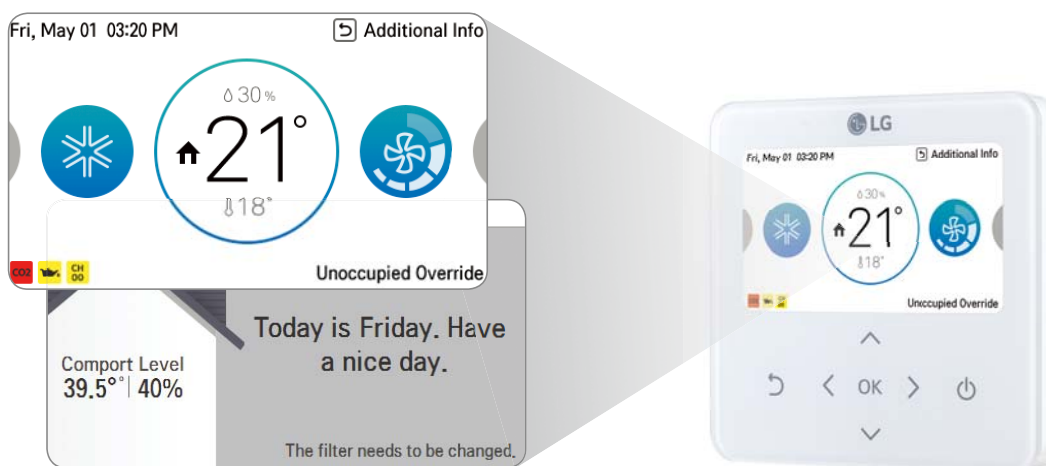 Fri, May 01 03:20 PM
Additional Info
30%
21°
18°
CO2
CH
00
Unoccupied Override
Today is Friday. Have
a nice day.
Comport Level
39.5°° | 40%
The filter needs to be changed.
LG
Fri, May 01 03:20 PM
Additional Info
30%
21°
18°
Unoccupied Override
OK